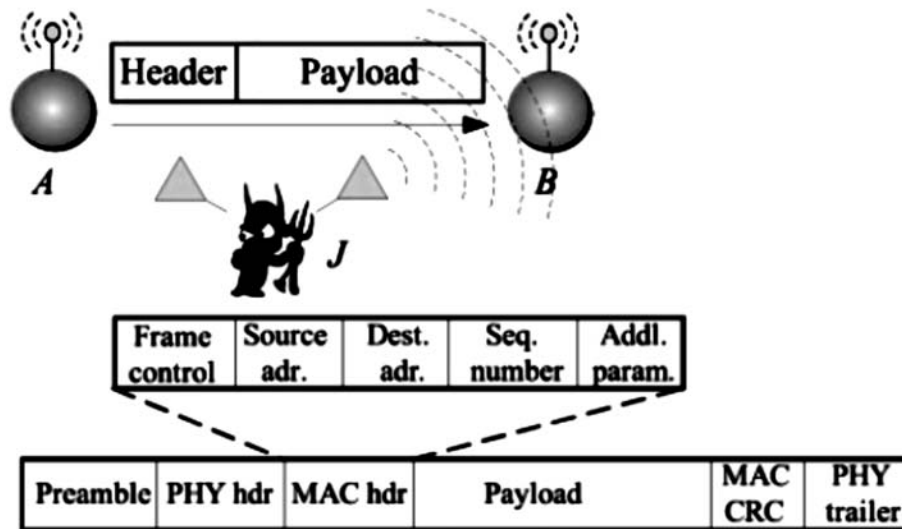 Header Payload
A
B
J
Frame control
Source adr.
Dest. adr.
Seq. number
Addl. param.
Preamble
PHY hdr
MAC hdr
Payload
MAC CRC
PHY trailer